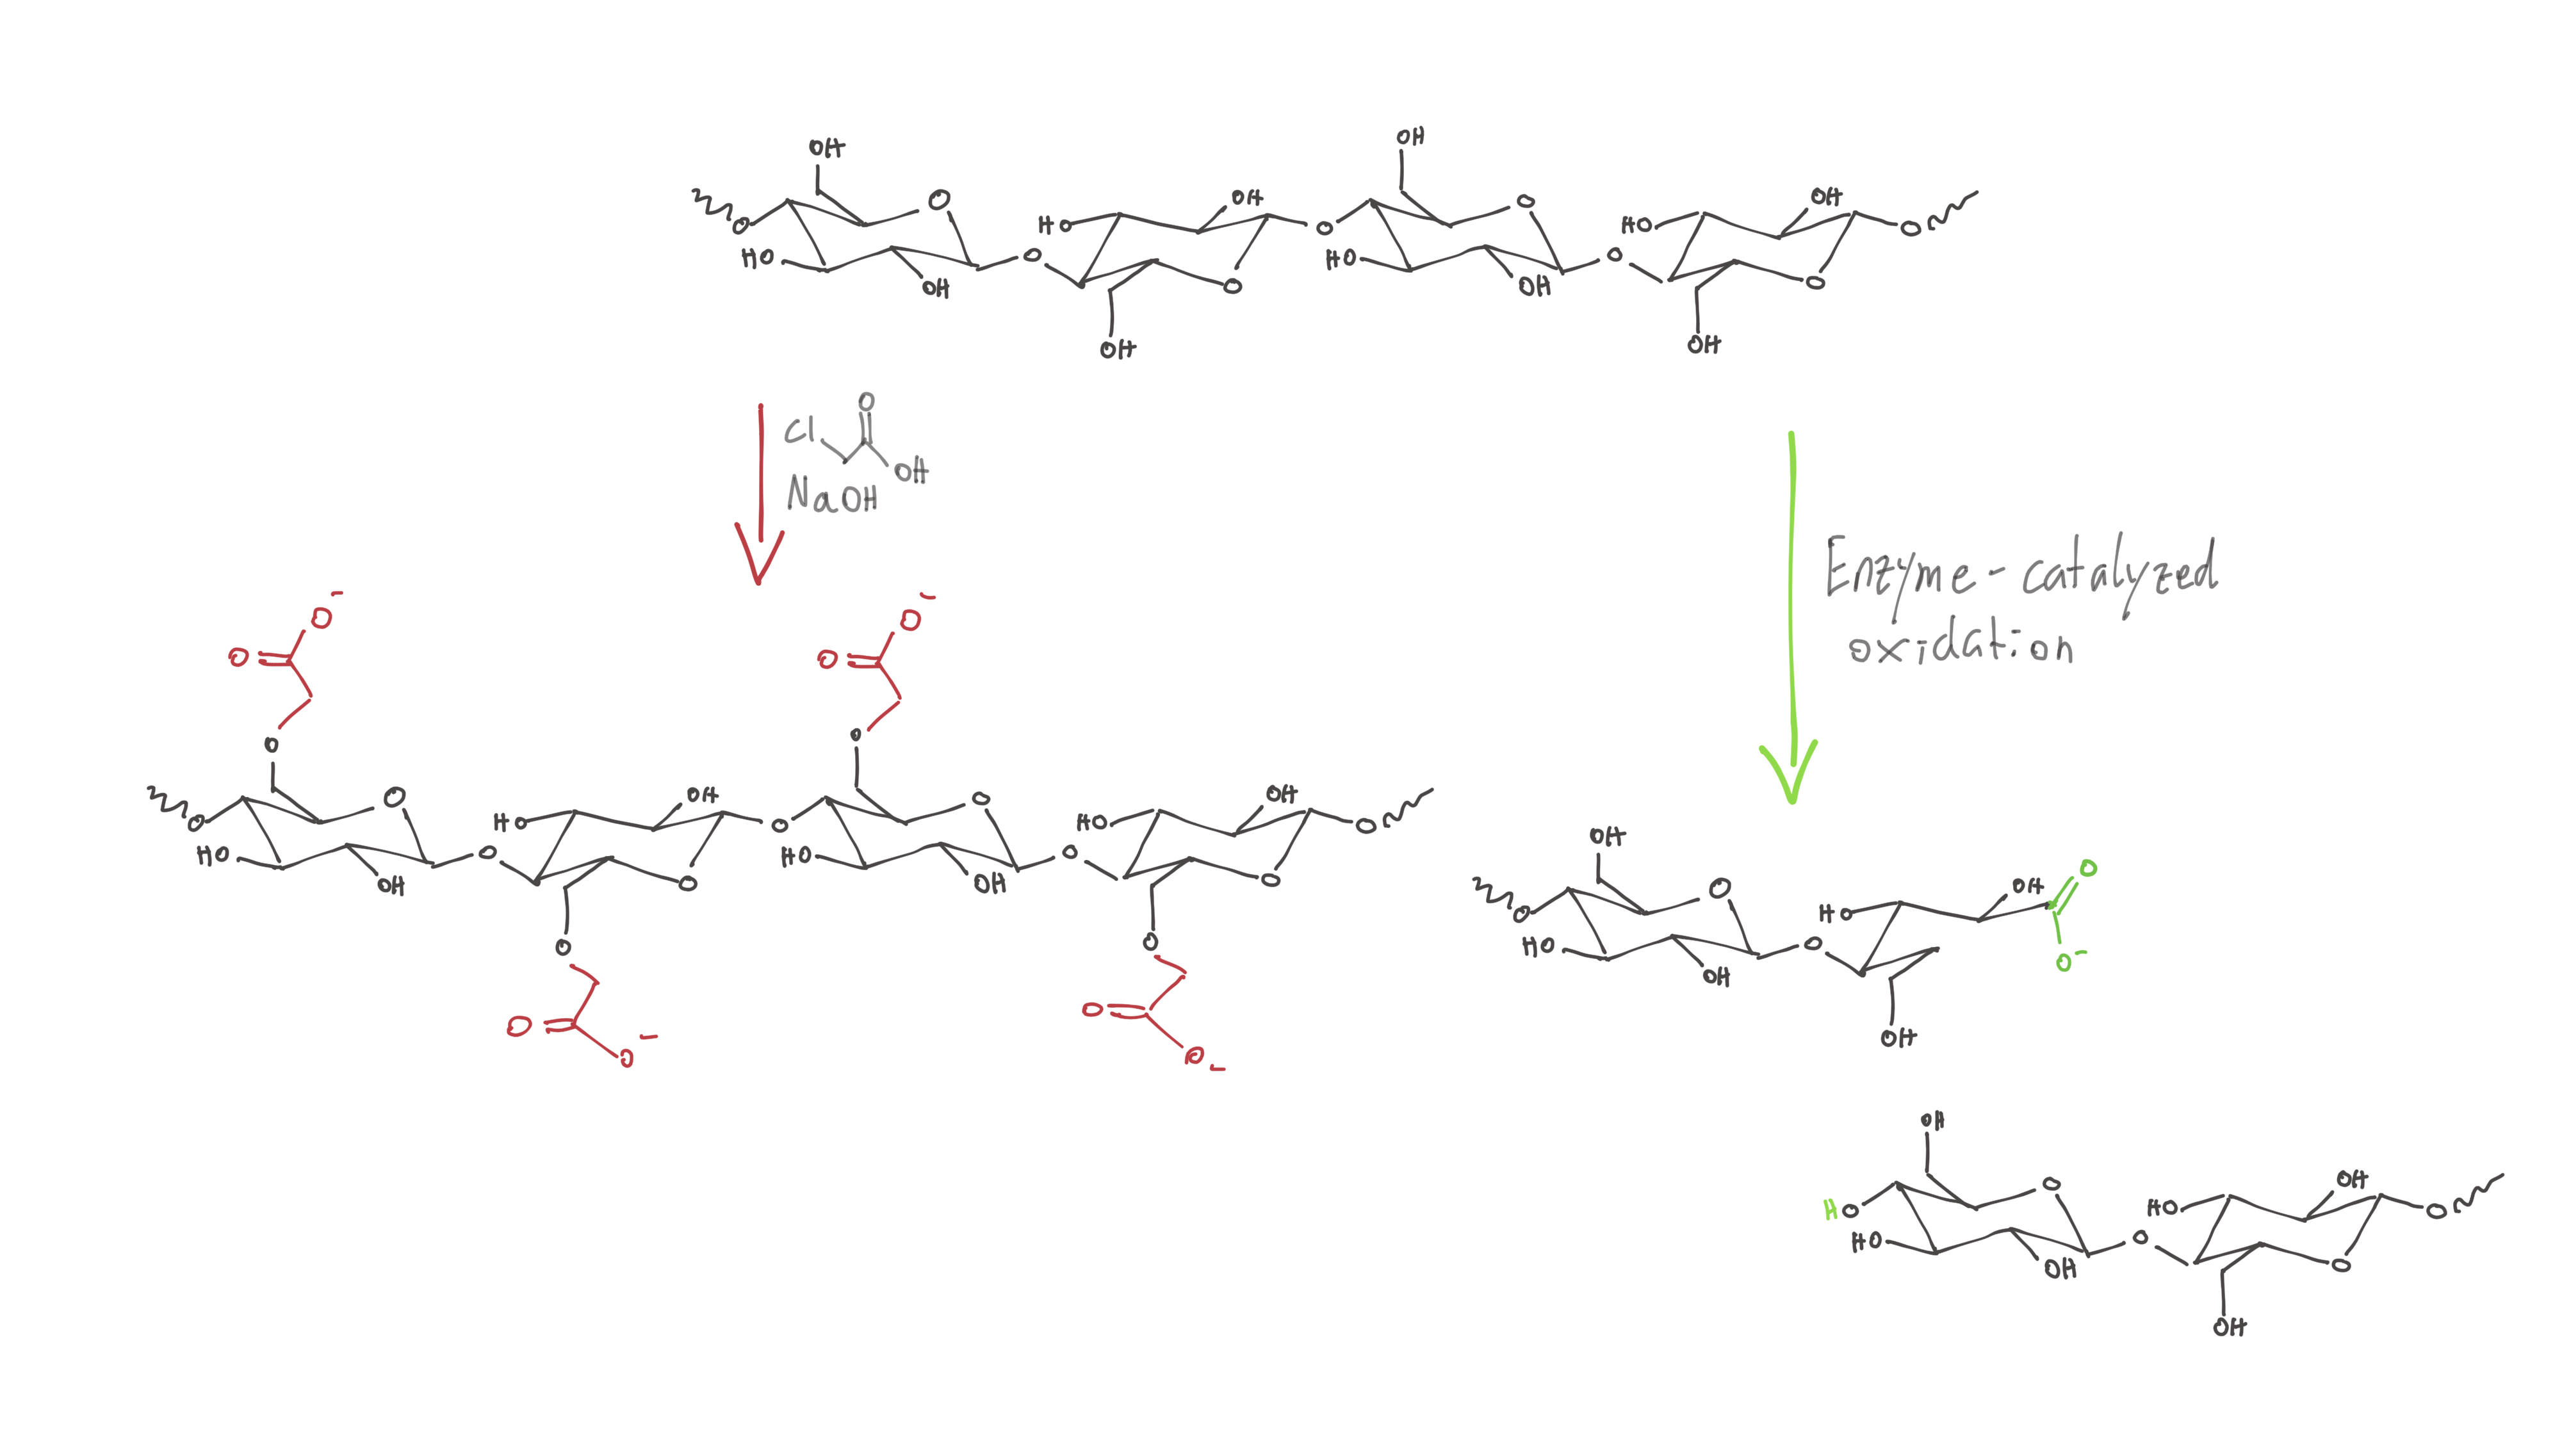 OH OH
O O HO OH O O HO OH O
HO O HO O
OH O OH O
OH OH
O
Cl
OH
NaOH
Enzyme-catalyzed
oxidation
O- O-
O O
O O
O O HO OH O O HO OH O
HO O HO O
OH O OH O
O O
O O- O O-
OH O
O O HO OH
HO O O-
OH
OH
OH
HO O HO OH O
HO O
OH O
OH